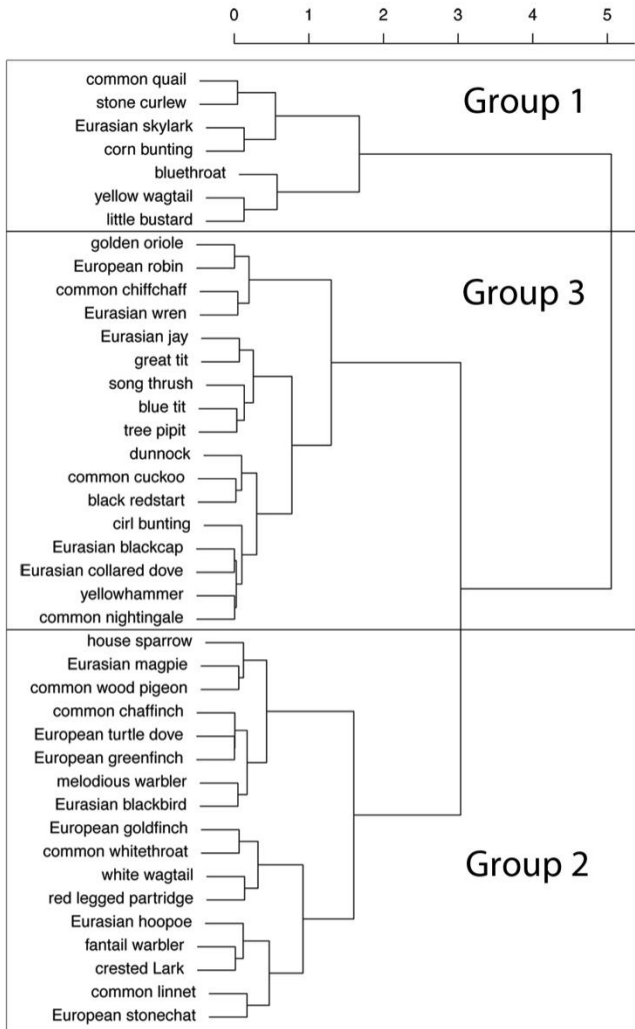 0 1 2 3 4 5
common quail
Group 1
stone curlew
Eurasian skylark
corn bunting
bluethroat
yellow wagtail
little bustard
golden oriole
European robin
Group 3
common chiffchaff
Eurasian wren
Eurasian jay
great tit
song thrush
blue tit
tree pipit
dunnock
common cuckoo
black redstart
cirl bunting
Eurasian blackcap
Eurasian collared dove
yellowhammer
common nightingale
house sparrow
Eurasian magpie
common wood pigeon
common chaffinch
European turtle dove
European greenfinch
melodious warbler
Eurasian blackbird
European goldfinch
common whitethroat
Group 2
white wagtail
red legged partridge
Eurasian hoopoe
fantail warbler
crested Lark
common linnet
European stonechat